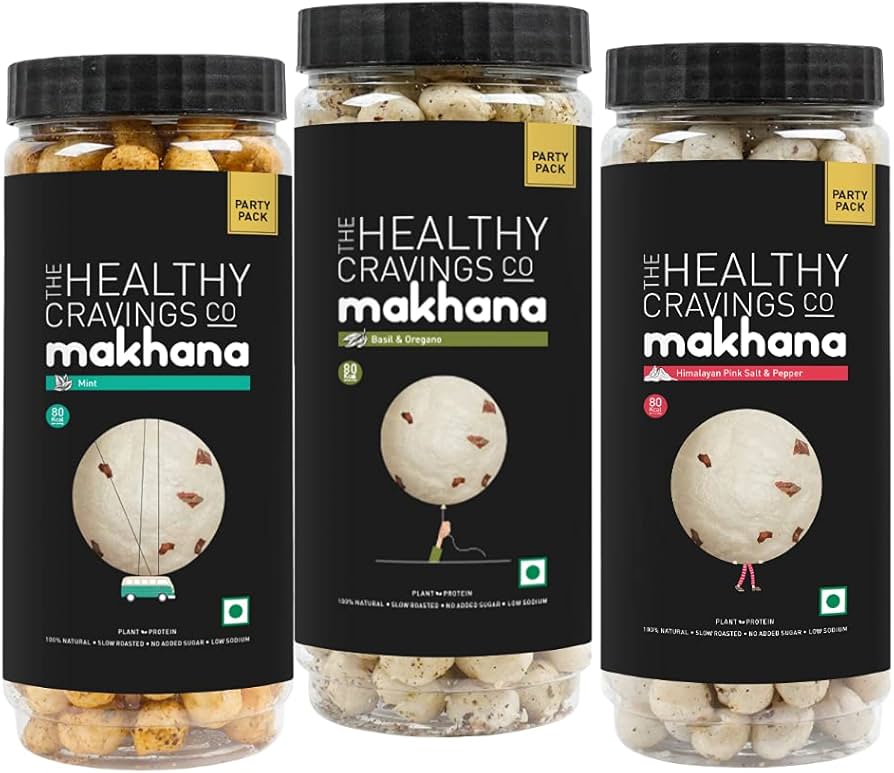 PARTY
PACK
THE HEALTHY
CRAVINGS CO
makhana
Mint
80
Kcal
PLANT PROTEIN
100% NATURAL • SLOW ROASTED • NO ADDED SUGAR • LOW SODIUM
PARTY
PACK
THE HEALTHY
CRAVINGS CO
makhana
Basil & Oregano
80
PLANT PROTEIN
100% NATURAL • SLOW ROASTED • NO ADDED SUGAR • LOW SODIUM
PARTY
PACK
THE HEALTHY
CRAVINGS CO
makhana
Himalayan Pink Salt & Pepper
80
Kcal
PLANT PROTEIN
100% NATURAL • SLOW ROASTED • NO ADDED SUGAR • LOW SODIUM